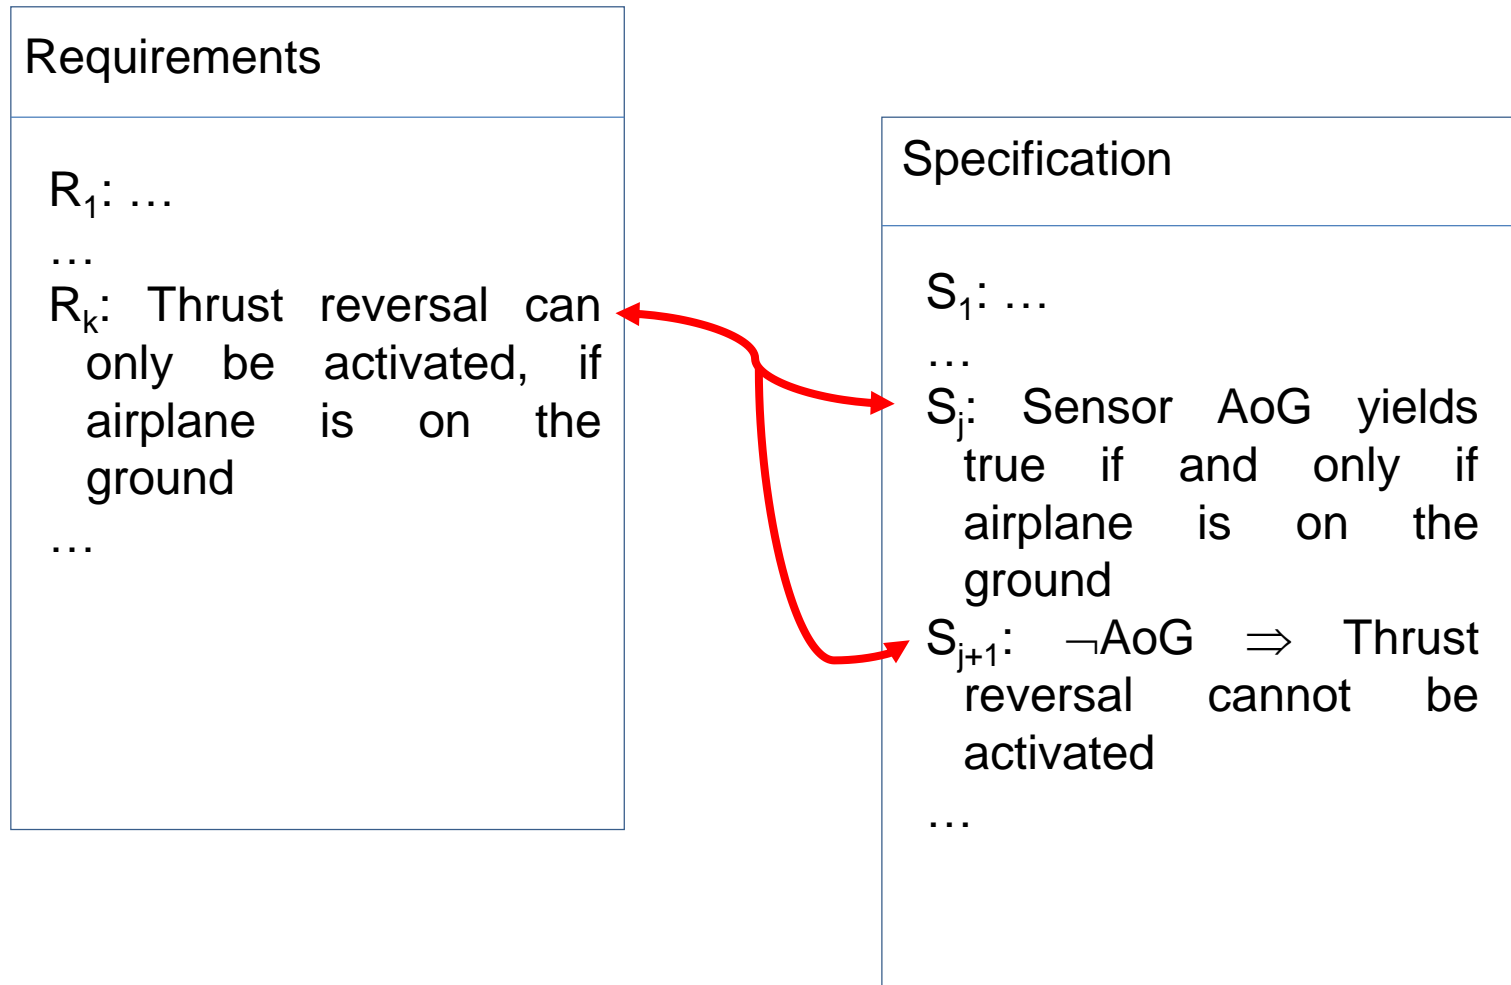 Requirements
R₁: …
…
Rₖ: Thrust reversal can
only be activated, if
airplane is on the
ground
…
Specification
S₁: …
…
Sⱼ: Sensor AoG yields
true if and only if
airplane is on the
ground
Sⱼ₊₁: ¬AoG ⇒ Thrust
reversal cannot be
activated
…